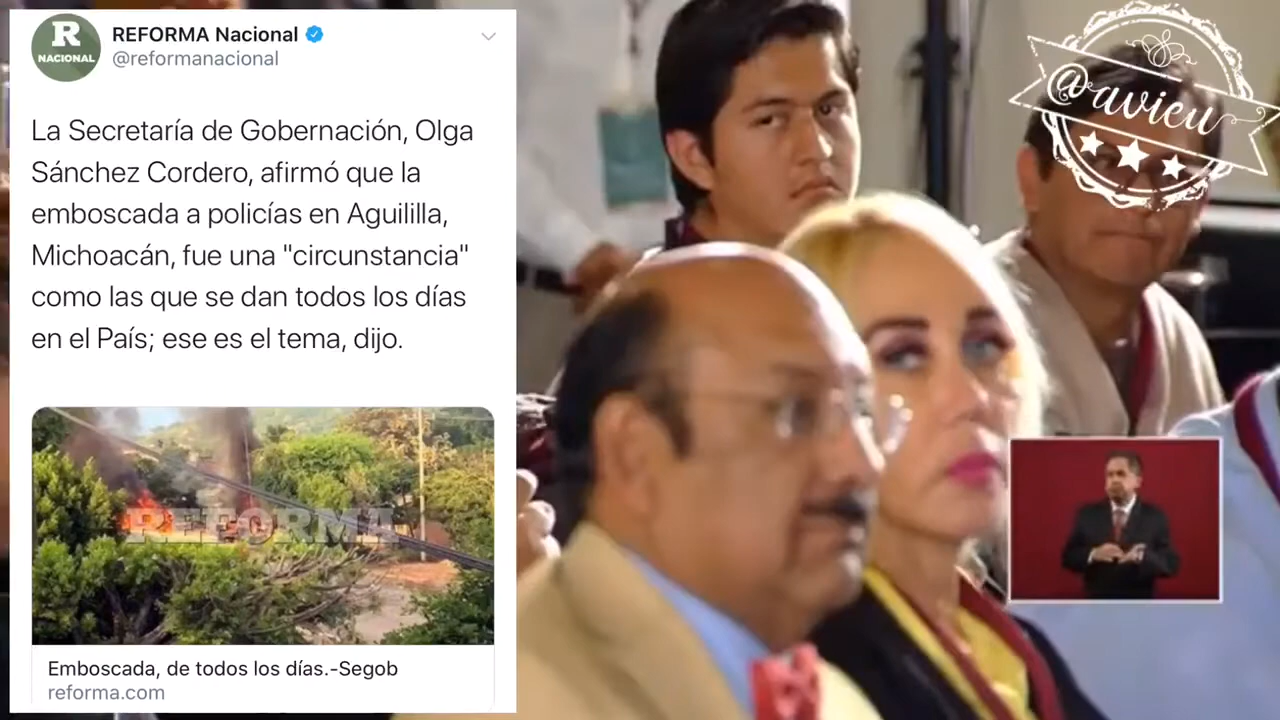 REFORMA Nacional
@reformanacional
R
NACIONAL
La Secretaría de Gobernación, Olga
Sánchez Cordero, afirmó que la
emboscada a policías en Aguililla,
Michoacán, fue una "circunstancia"
como las que se dan todos los días
en el País; ese es el tema, dijo.
REFORMA
Emboscada, de todos los días.-Segob
reforma.com
@avieu